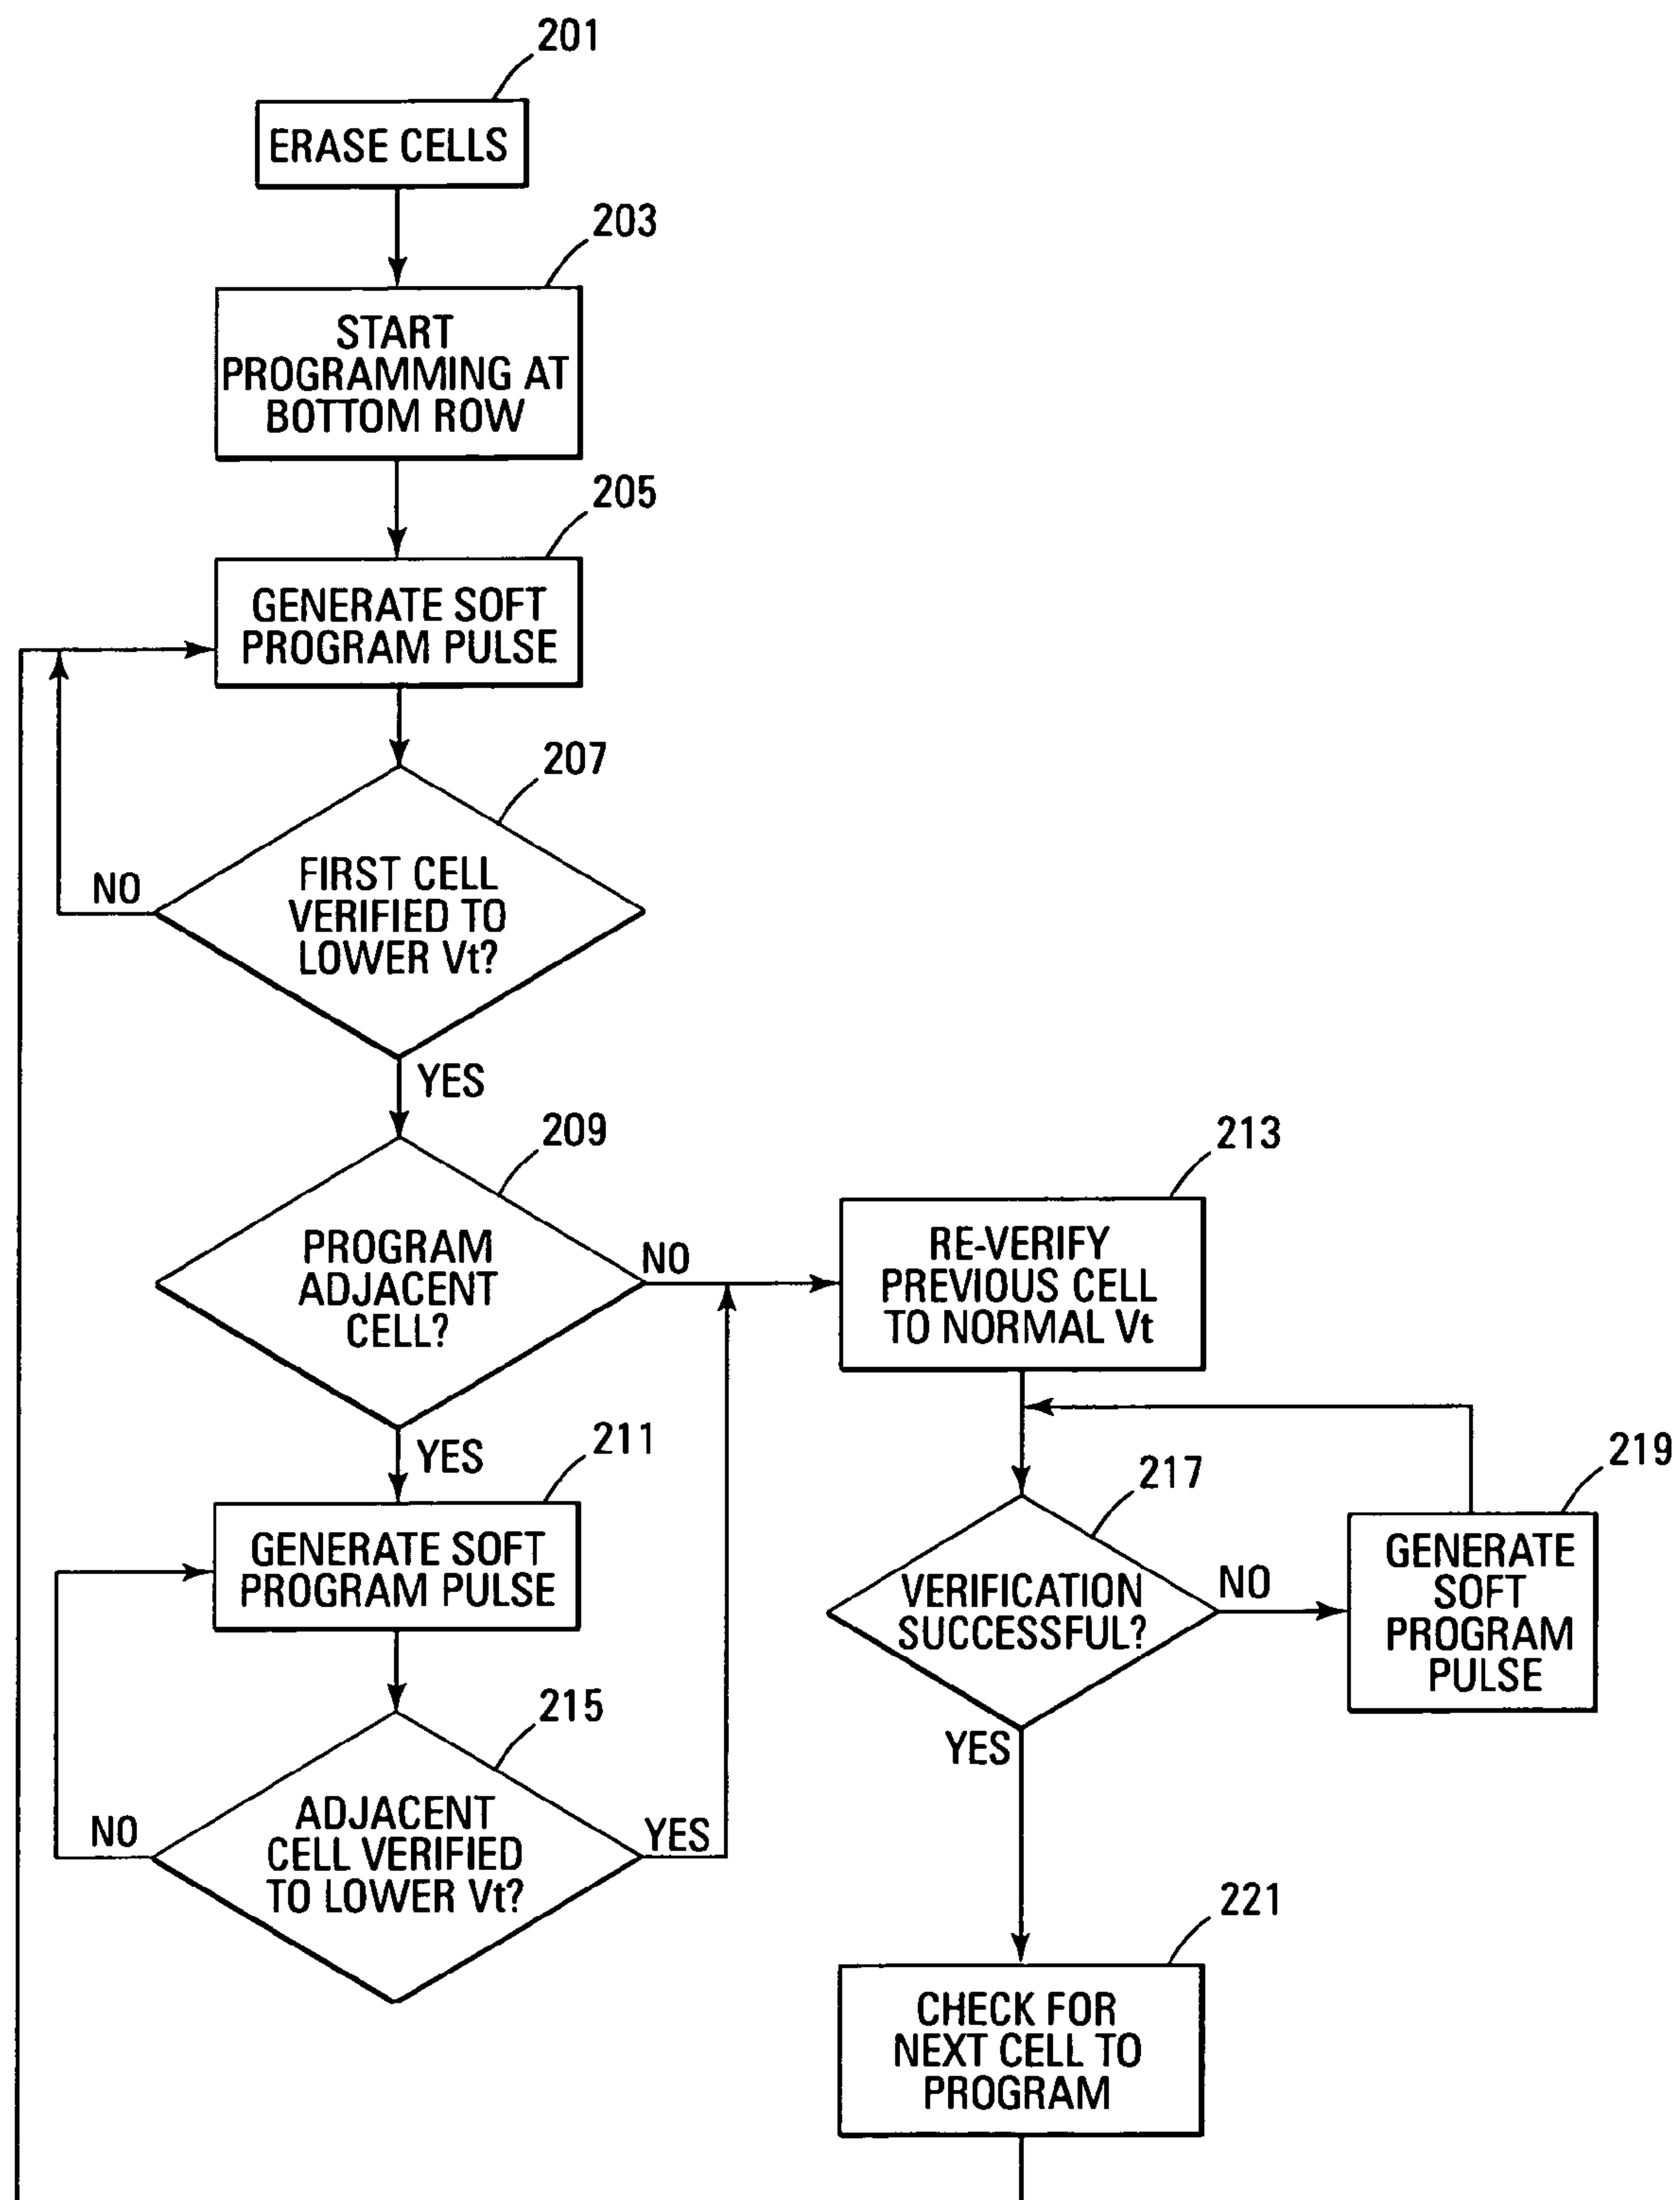 201
ERASE CELLS
203
START
PROGRAMMING AT
BOTTOM ROW
205
GENERATE SOFT
PROGRAM PULSE
207
FIRST CELL
VERIFIED TO
LOWER Vt?
NO
YES
209
PROGRAM
ADJACENT
CELL?
NO
YES
211
GENERATE SOFT
PROGRAM PULSE
215
ADJACENT
CELL VERIFIED
TO LOWER Vt?
NO
YES
213
RE-VERIFY
PREVIOUS CELL
TO NORMAL Vt
217
VERIFICATION
SUCCESSFUL?
NO
YES
219
GENERATE
SOFT
PROGRAM
PULSE
221
CHECK FOR
NEXT CELL TO
PROGRAM